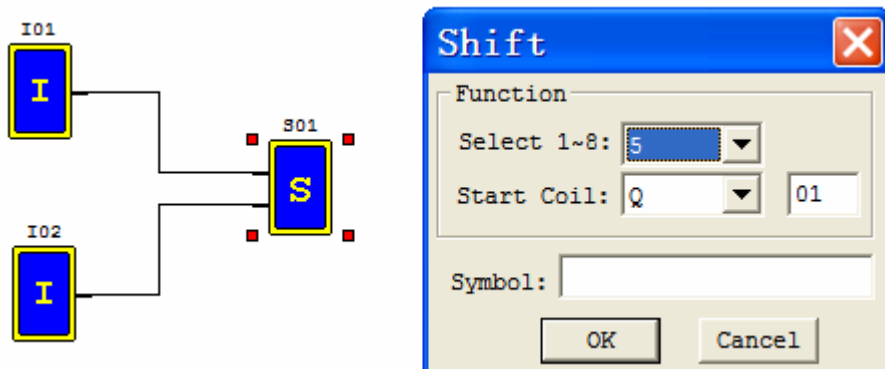 I01
I
S01
S
I02
I
Shift
Function
Select 1~8: 5
Start Coil: Q 01
Symbol:
OK Cancel